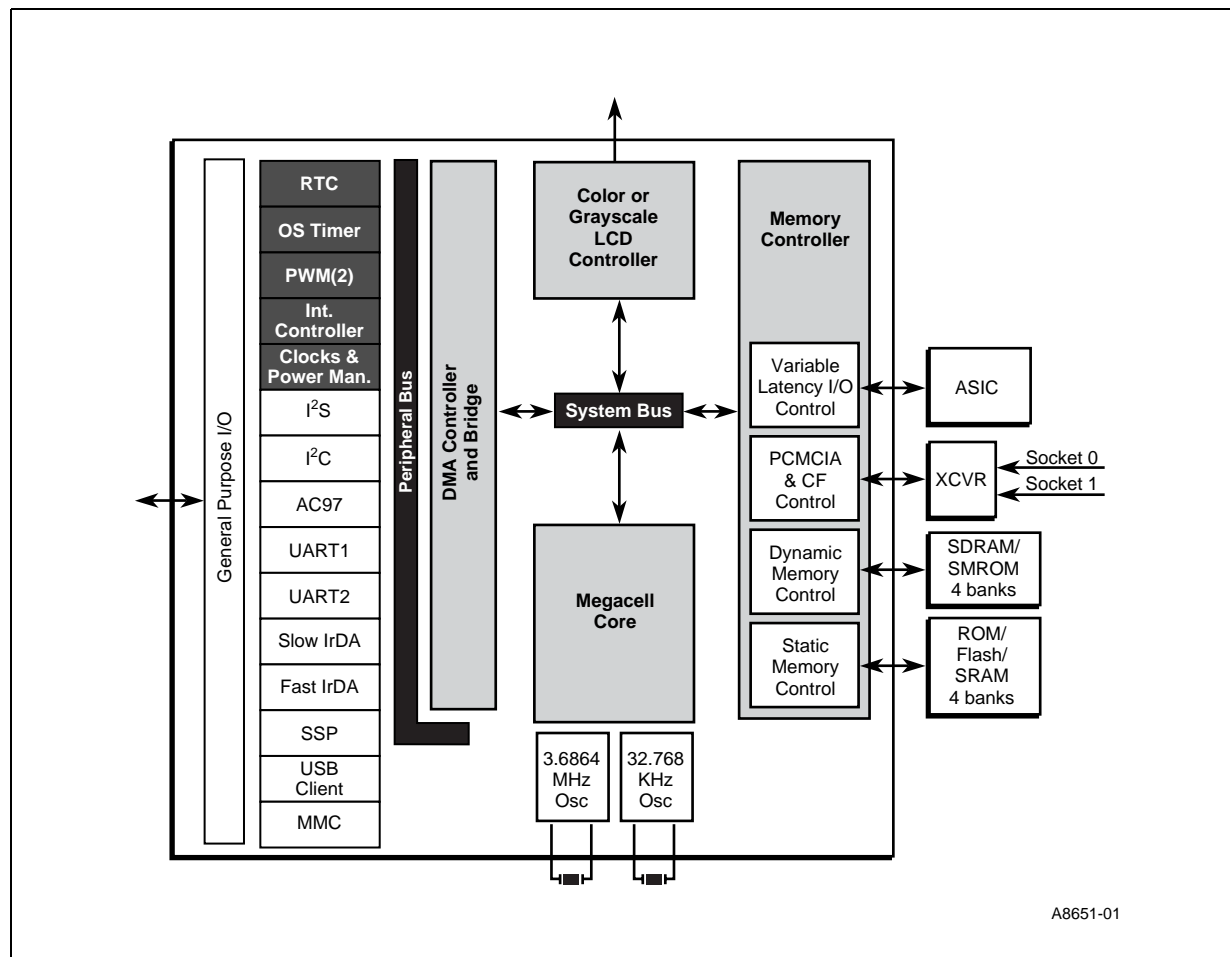 General Purpose I/O
RTC
OS Timer
PWM(2)
Int.
Controller
Clocks &
Power Man.
I²S
I²C
AC97
UART1
UART2
Slow IrDA
Fast IrDA
SSP
USB
Client
MMC
Peripheral Bus
DMA Controller
and Bridge
Color or
Grayscale
LCD
Controller
System Bus
Megacell
Core
3.6864
MHz
Osc
32.768
KHz
Osc
Memory
Controller
Variable
Latency I/O
Control
PCMCIA
& CF
Control
Dynamic
Memory
Control
Static
Memory
Control
ASIC
XCVR
Socket 0
Socket 1
SDRAM/
SMROM
4 banks
ROM/
Flash/
SRAM
4 banks
A8651-01